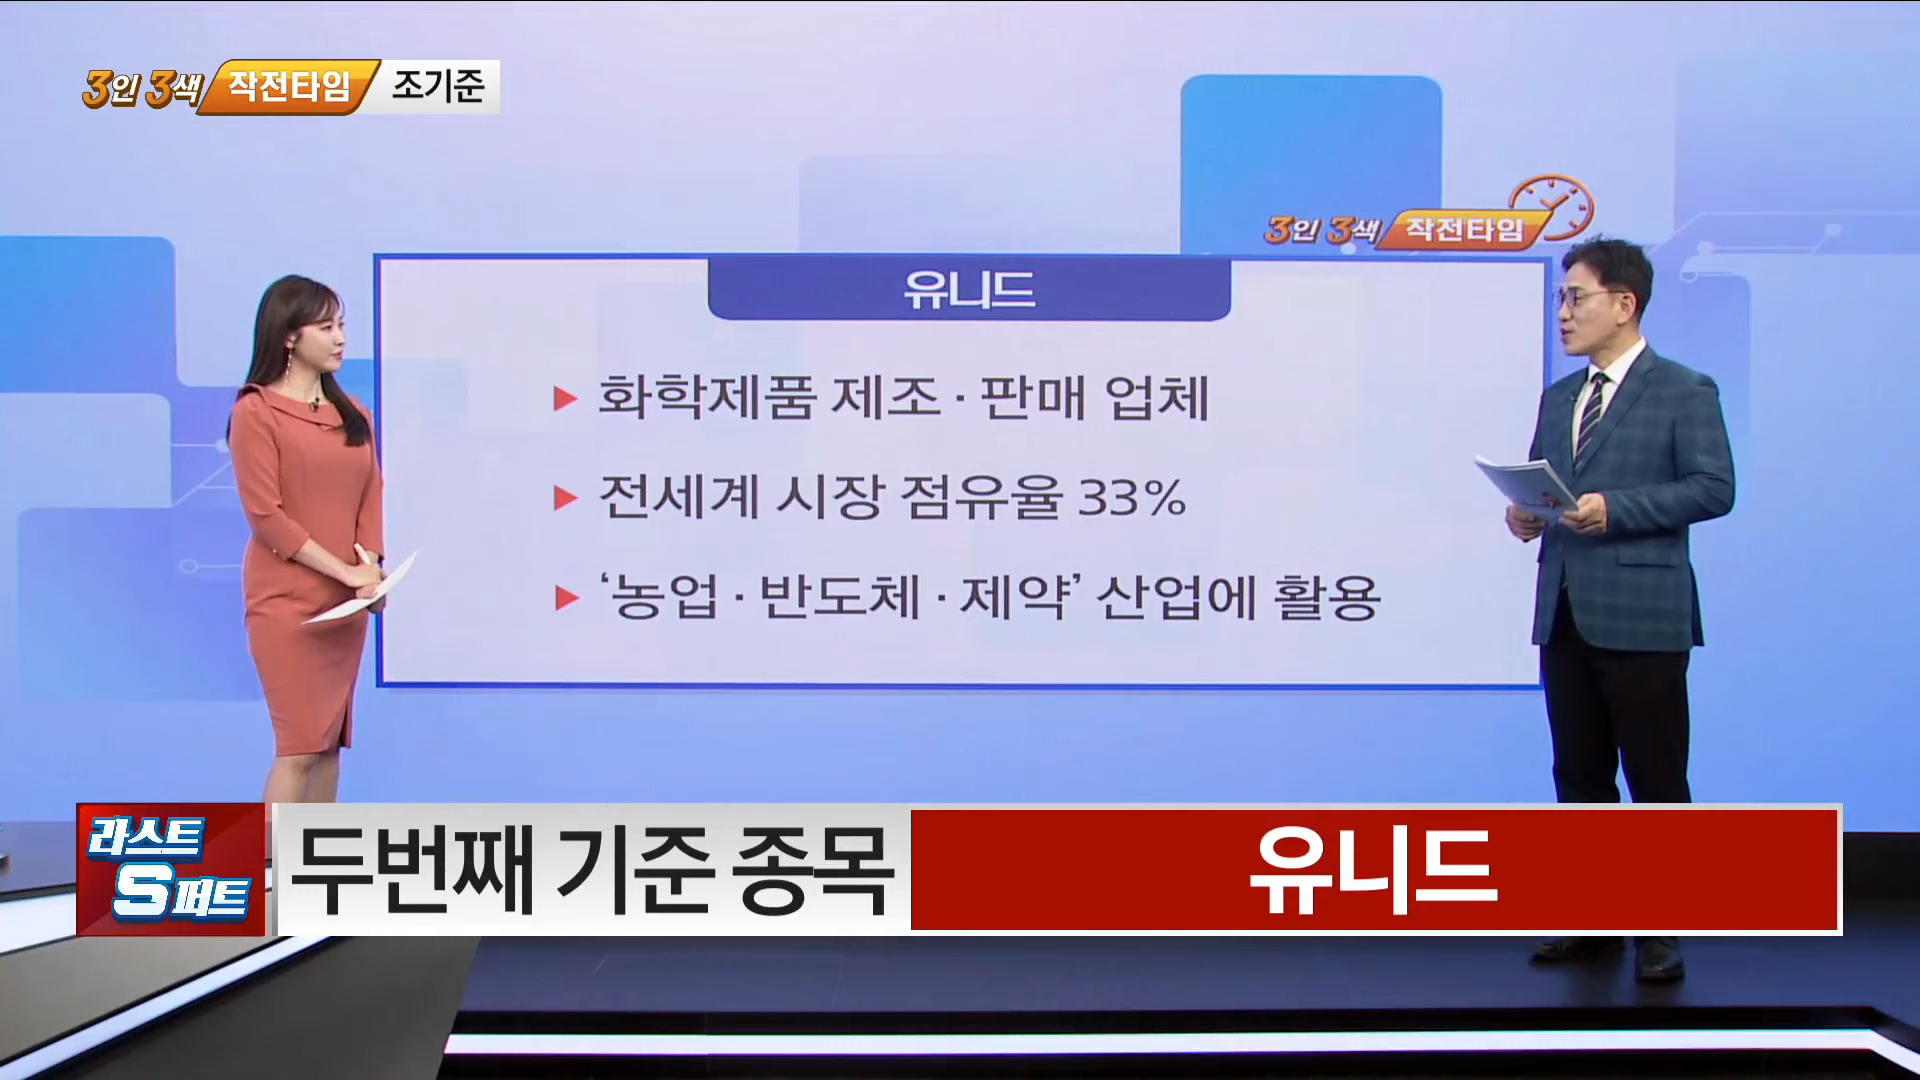 3인 3색 작전타임 조기준
3인 3색 작전타임
유니드
▶ 화학제품 제조 · 판매 업체
▶ 전세계 시장 점유율 33%
▶ ‘농업 · 반도체 · 제약’ 산업에 활용
라스트
S퍼트
두번째 기준 종목
유니드